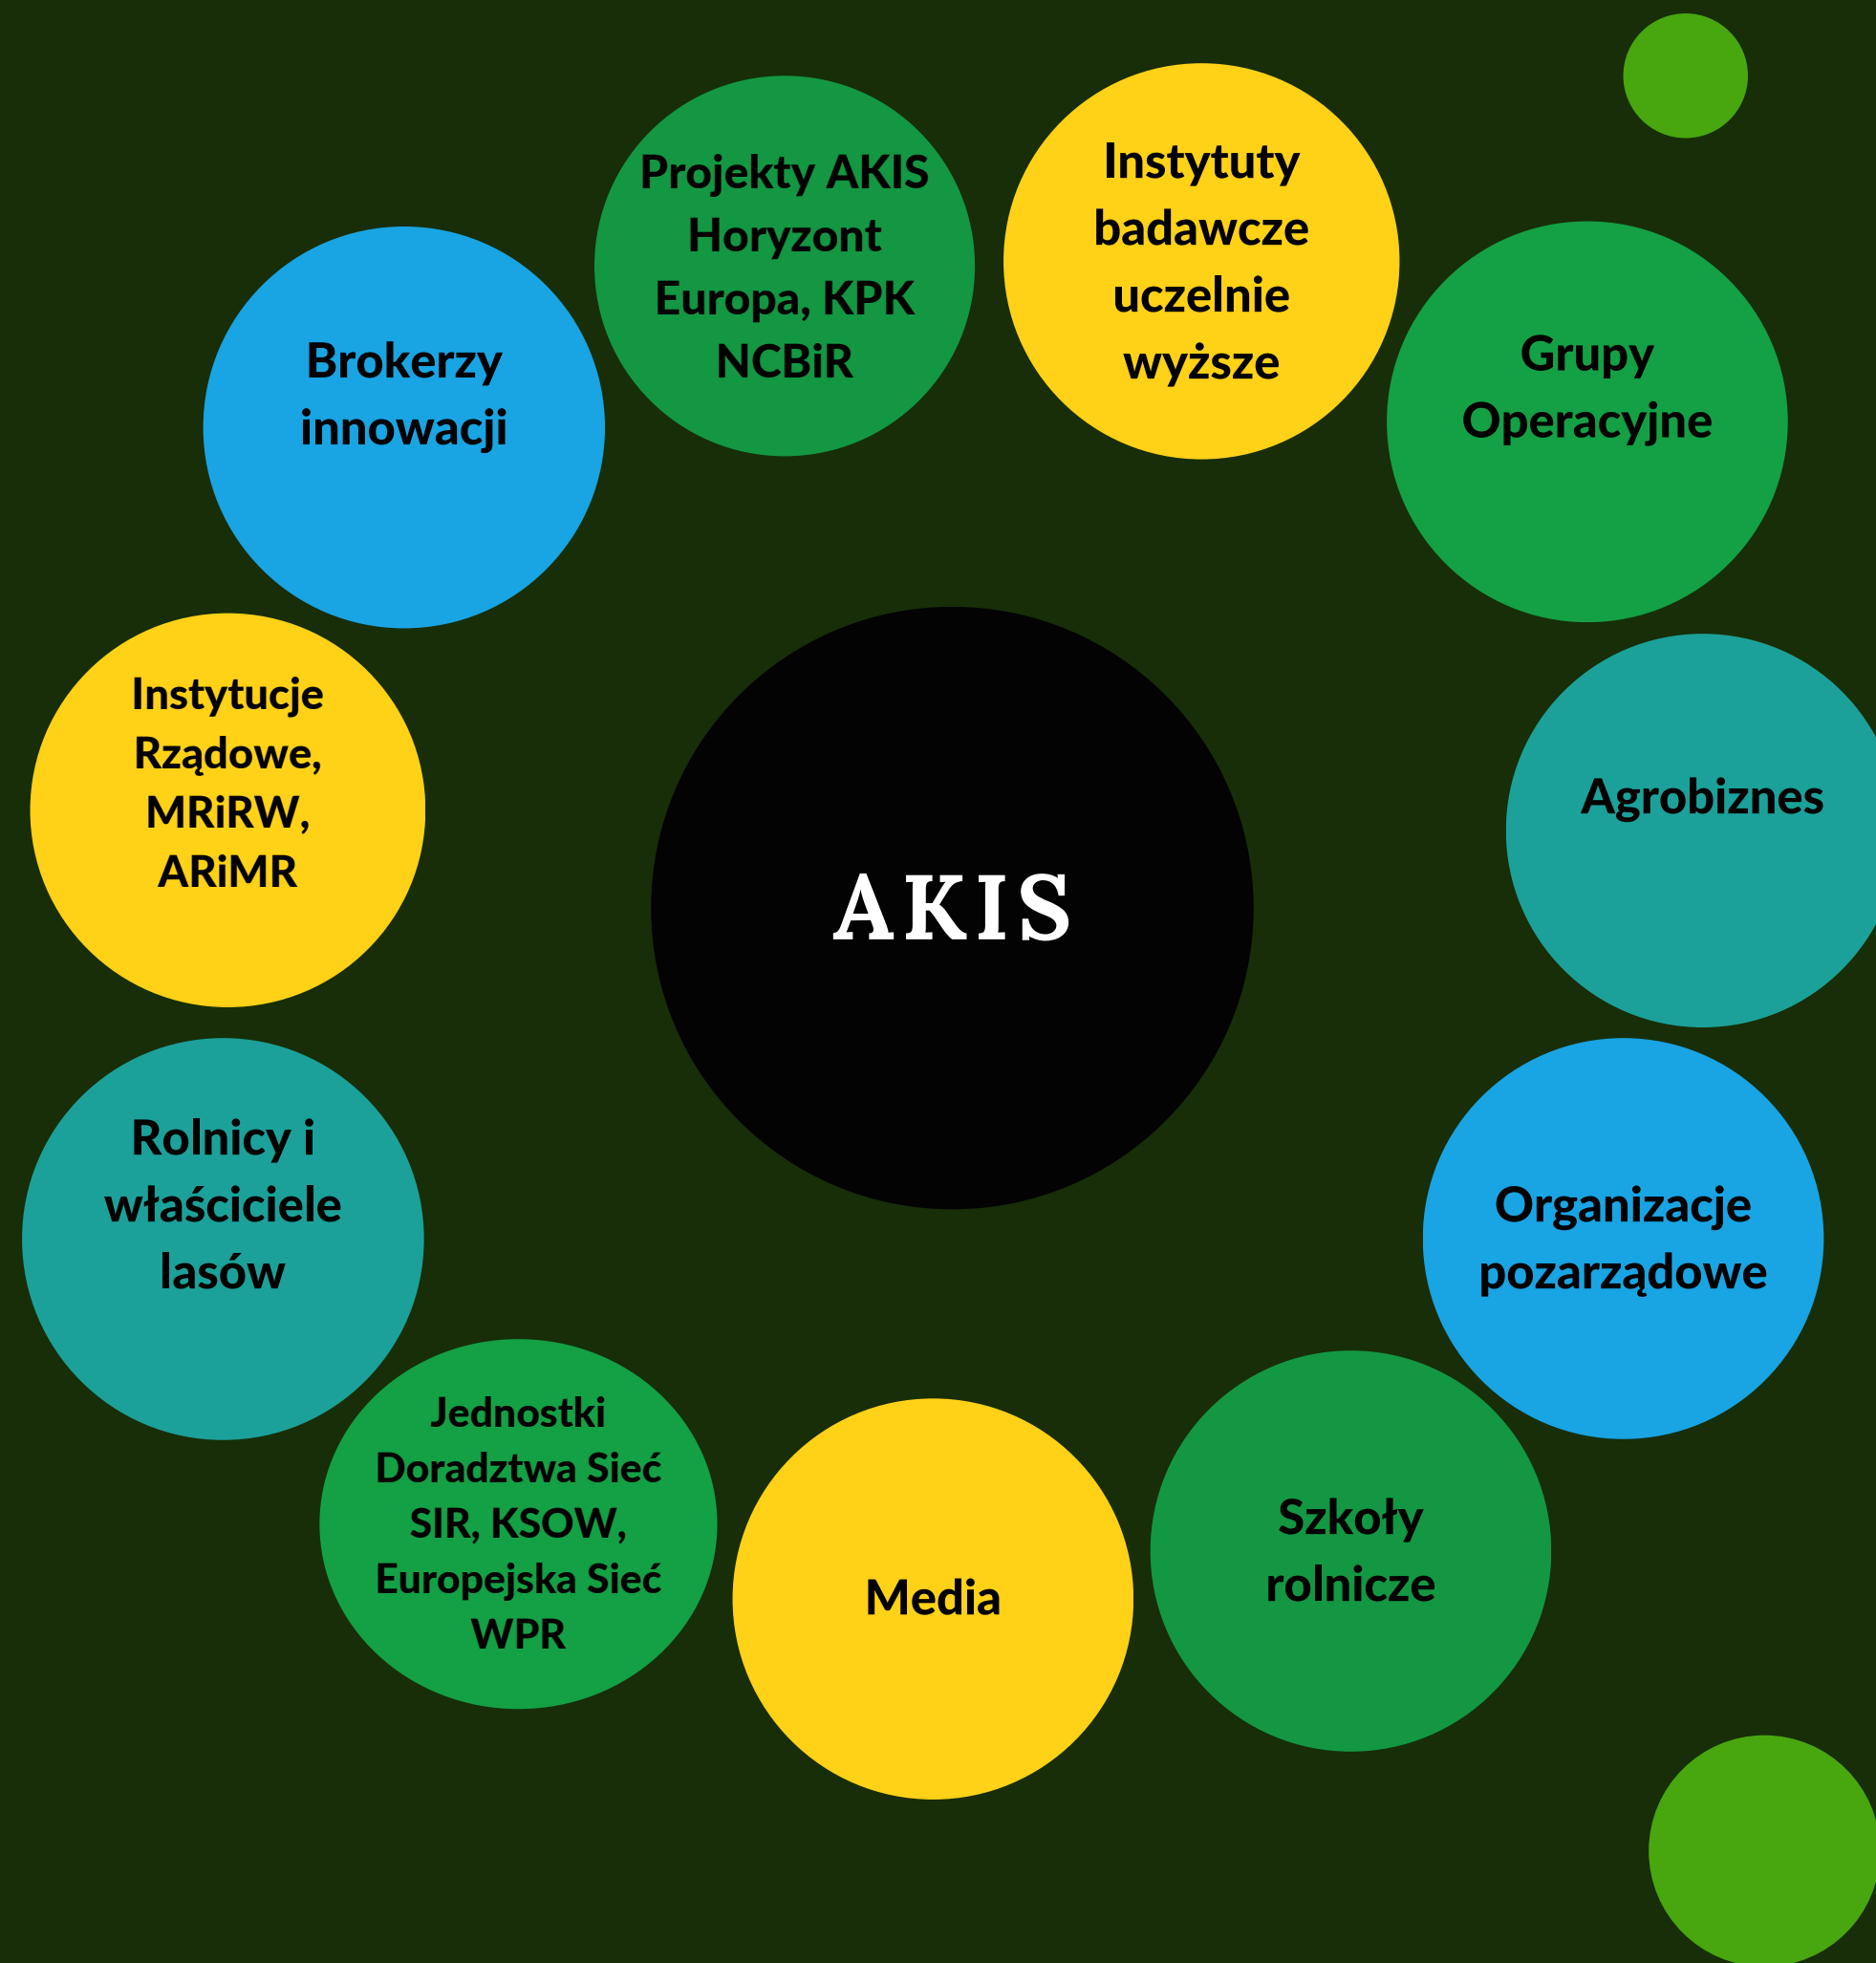 Projekty AKIS
Horyzont
Europa, KPK
NCBiR
Instytuty
badawcze
uczelnie
wyższe
Grupy
Operacyjne
Agrobiznes
Organizacje
pozarządowe
Szkoły
rolnicze
Media
Jednostki
Doradztwa Sieć
SIR, KSOW,
Europejska Sieć
WPR
Rolnicy i
właściciele
lasów
Instytucje
Rządowe,
MRiRW,
ARiMR
Brokerzy
innowacji
AKIS